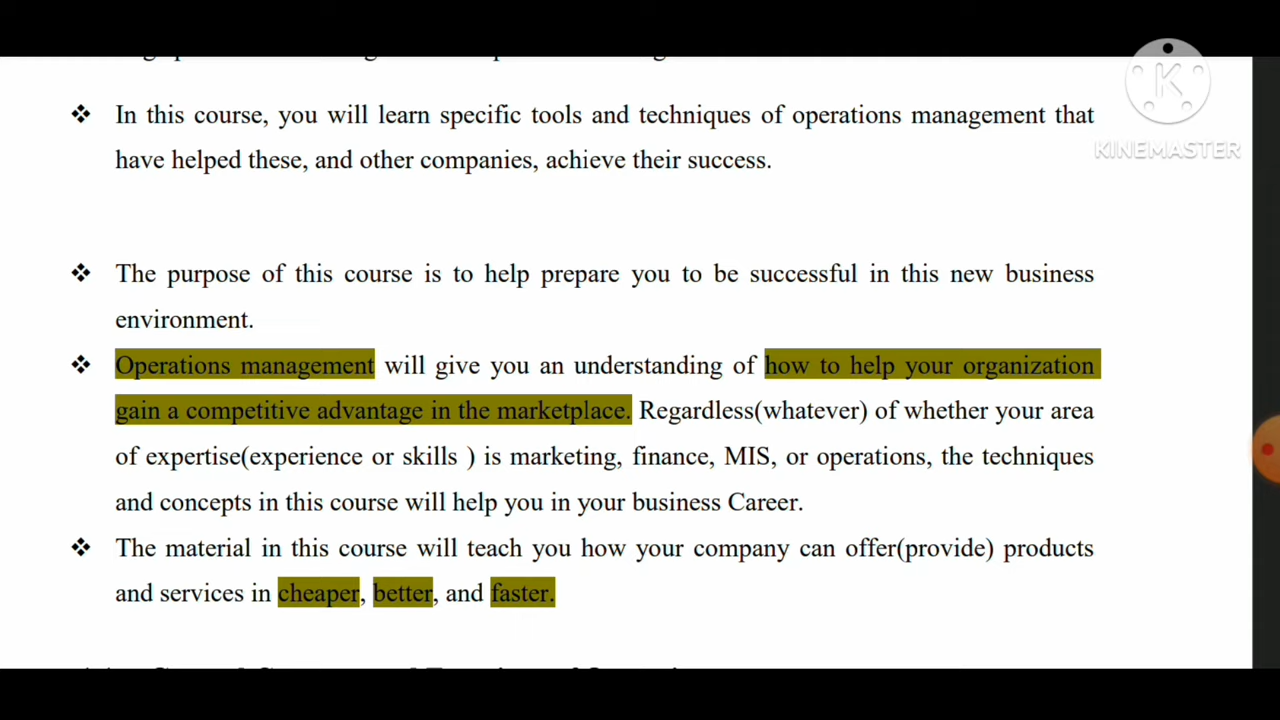 In this course, you will learn specific tools and techniques of operations management that
have helped these, and other companies, achieve their success.
The purpose of this course is to help prepare you to be successful in this new business
environment.
Operations management will give you an understanding of how to help your organization
gain a competitive advantage in the marketplace. Regardless(whatever) of whether your area
of expertise(experience or skills ) is marketing, finance, MIS, or operations, the techniques
and concepts in this course will help you in your business Career.
The material in this course will teach you how your company can offer(provide) products
and services in cheaper, better, and faster.
K
KINEMASTER